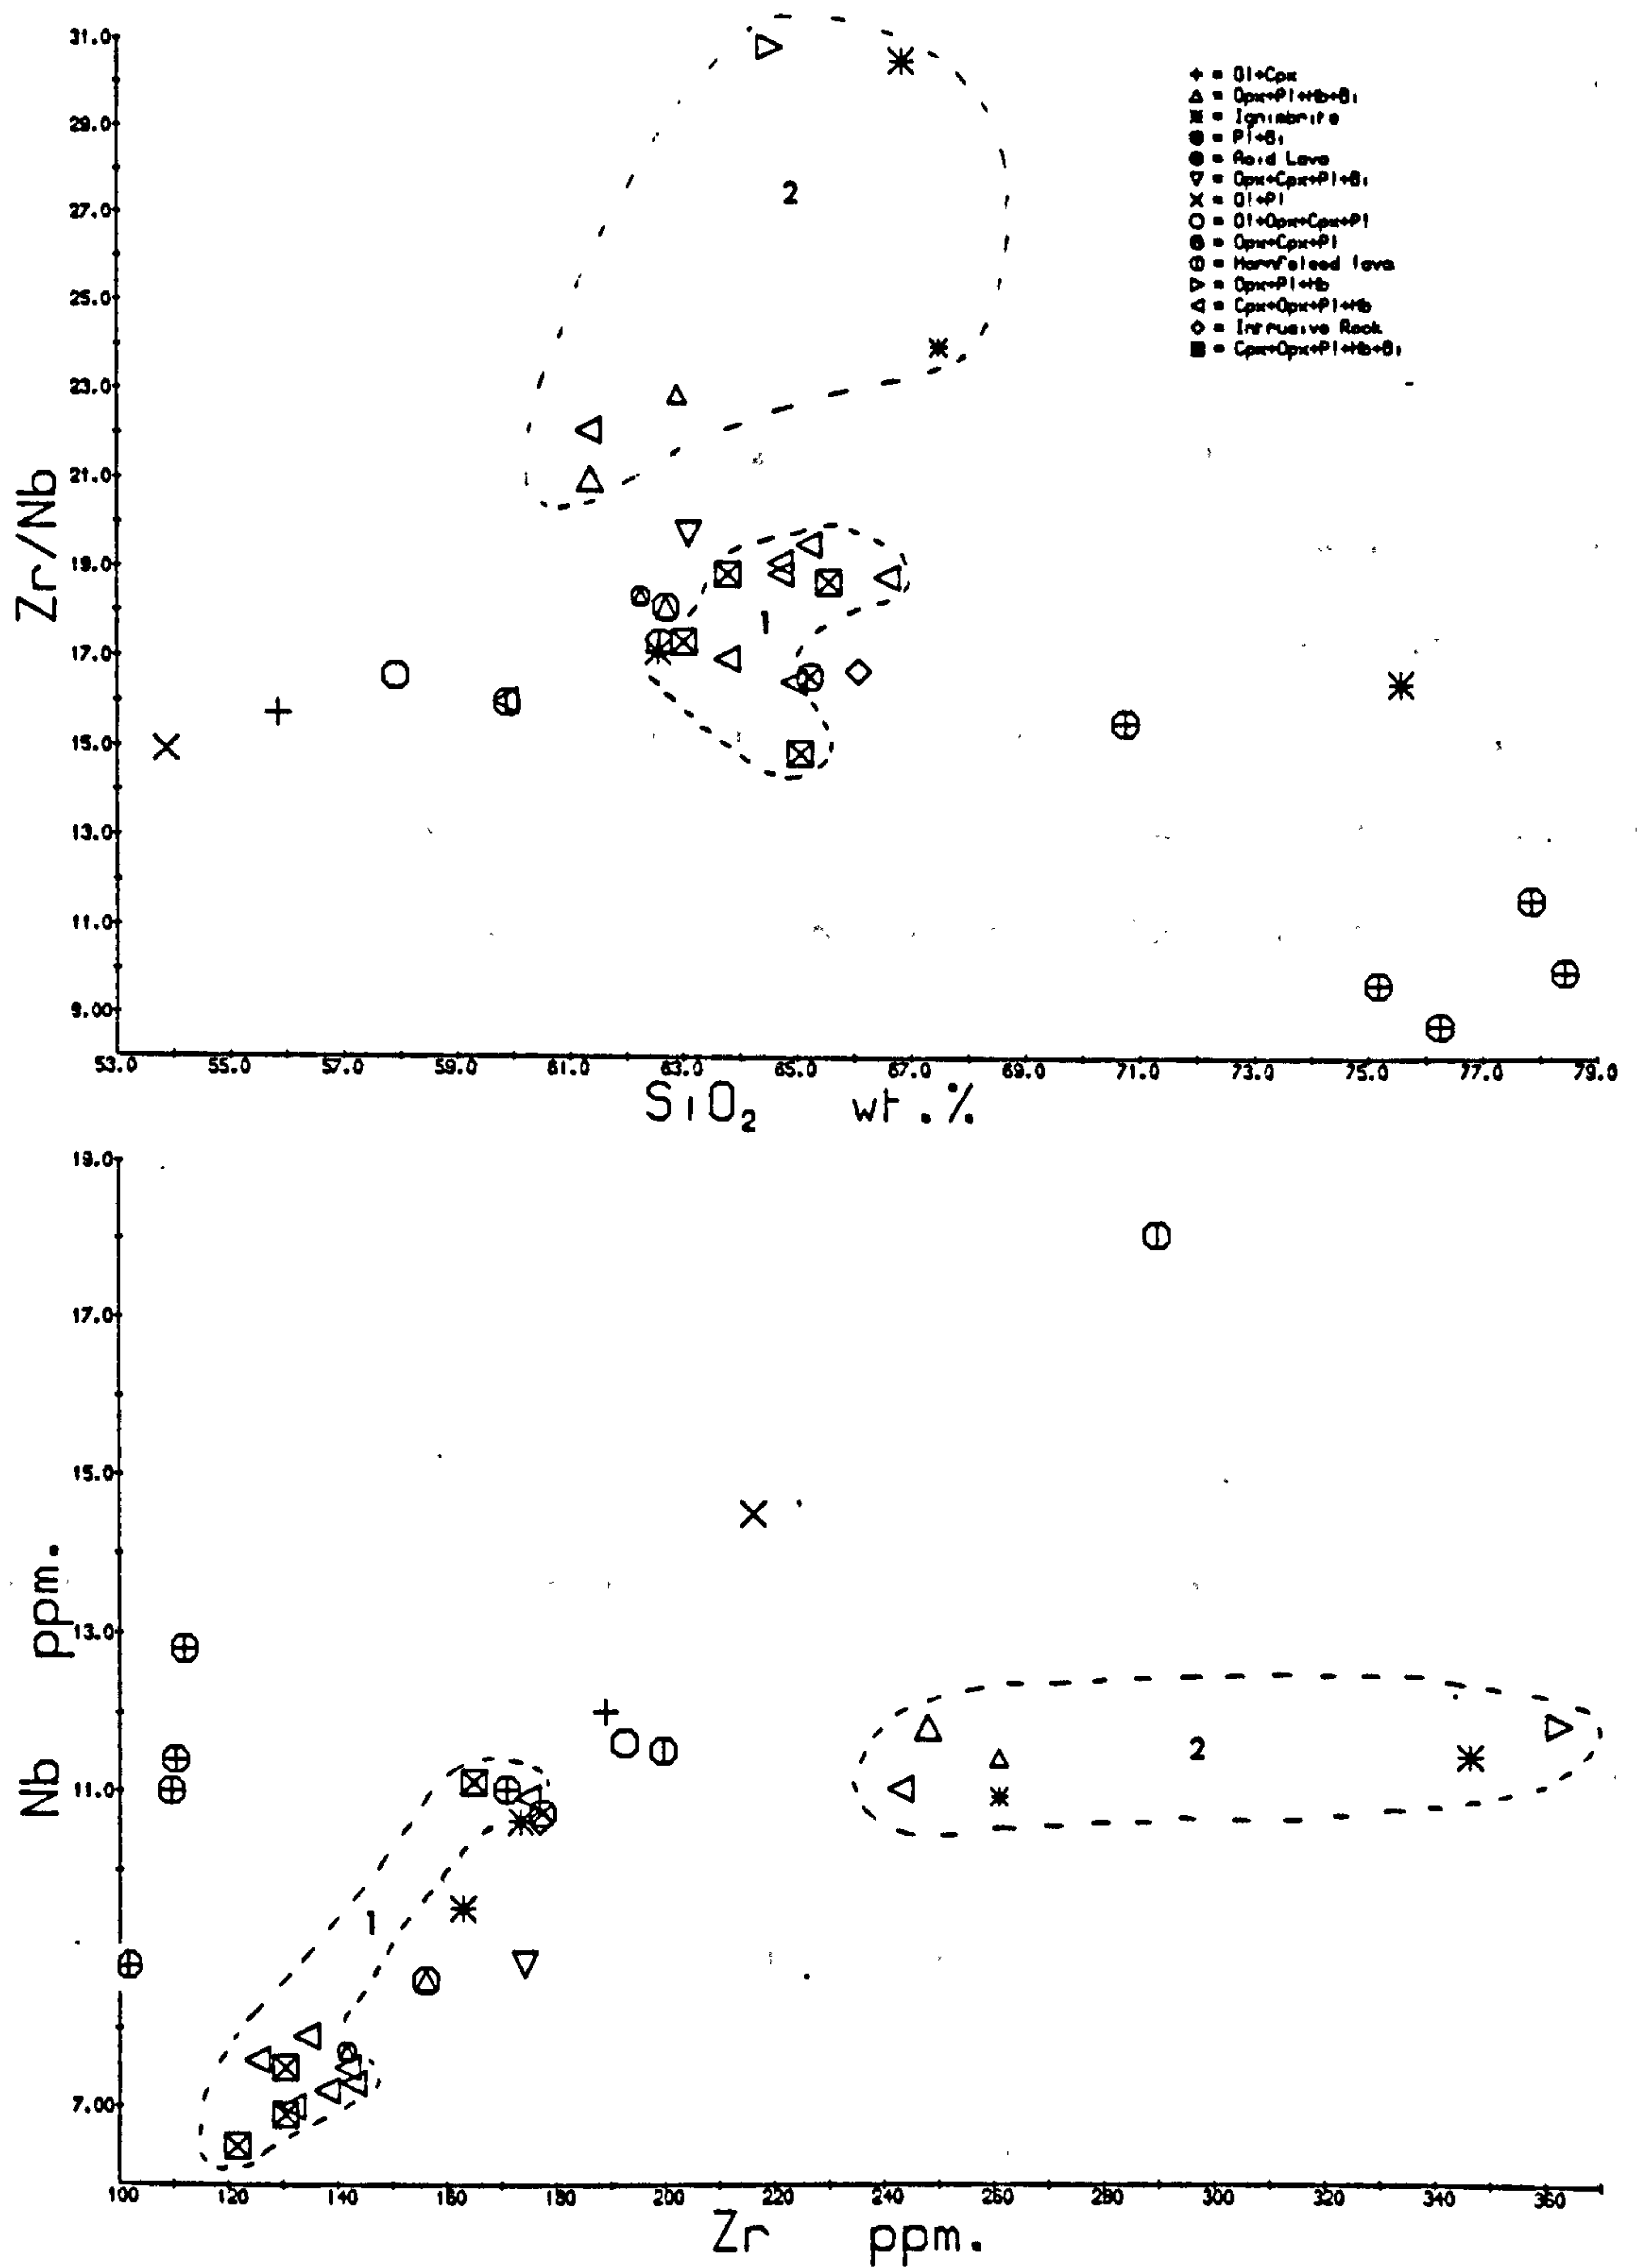 31.0
29.0
27.0
25.0
23.0
21.0
19.0
17.0
15.0
13.0
11.0
9.00
Zr/Nb
2
1
+ = Ol+Cpx
△ = Opx+Pl+Hb+Bi
= Ignimbrite
= Pl+Bi
● = Acid Lava
▽ = Opx+Cpx+Pl+Bi
× = Ol+Pl
○ = Ol+Opx+Cpx+Pl
= Opx+Cpx+Pl
= Hornfelsed lava
▷ = Opx+Pl+Hb
◁ = Cpx+Opx+Pl+Hb
◇ = Intrusive Rock
= Cpx+Opx+Pl+Hb+Bi
53.0 55.0 57.0 59.0 61.0 63.0 65.0 67.0 69.0 71.0 73.0 75.0 77.0 79.0
SiO₂ wt.%
19.0
17.0
15.0
13.0
11.0
7.00
Nb ppm.
2
1
100 120 140 160 180 200 220 240 260 280 300 320 340 360
Zr ppm.